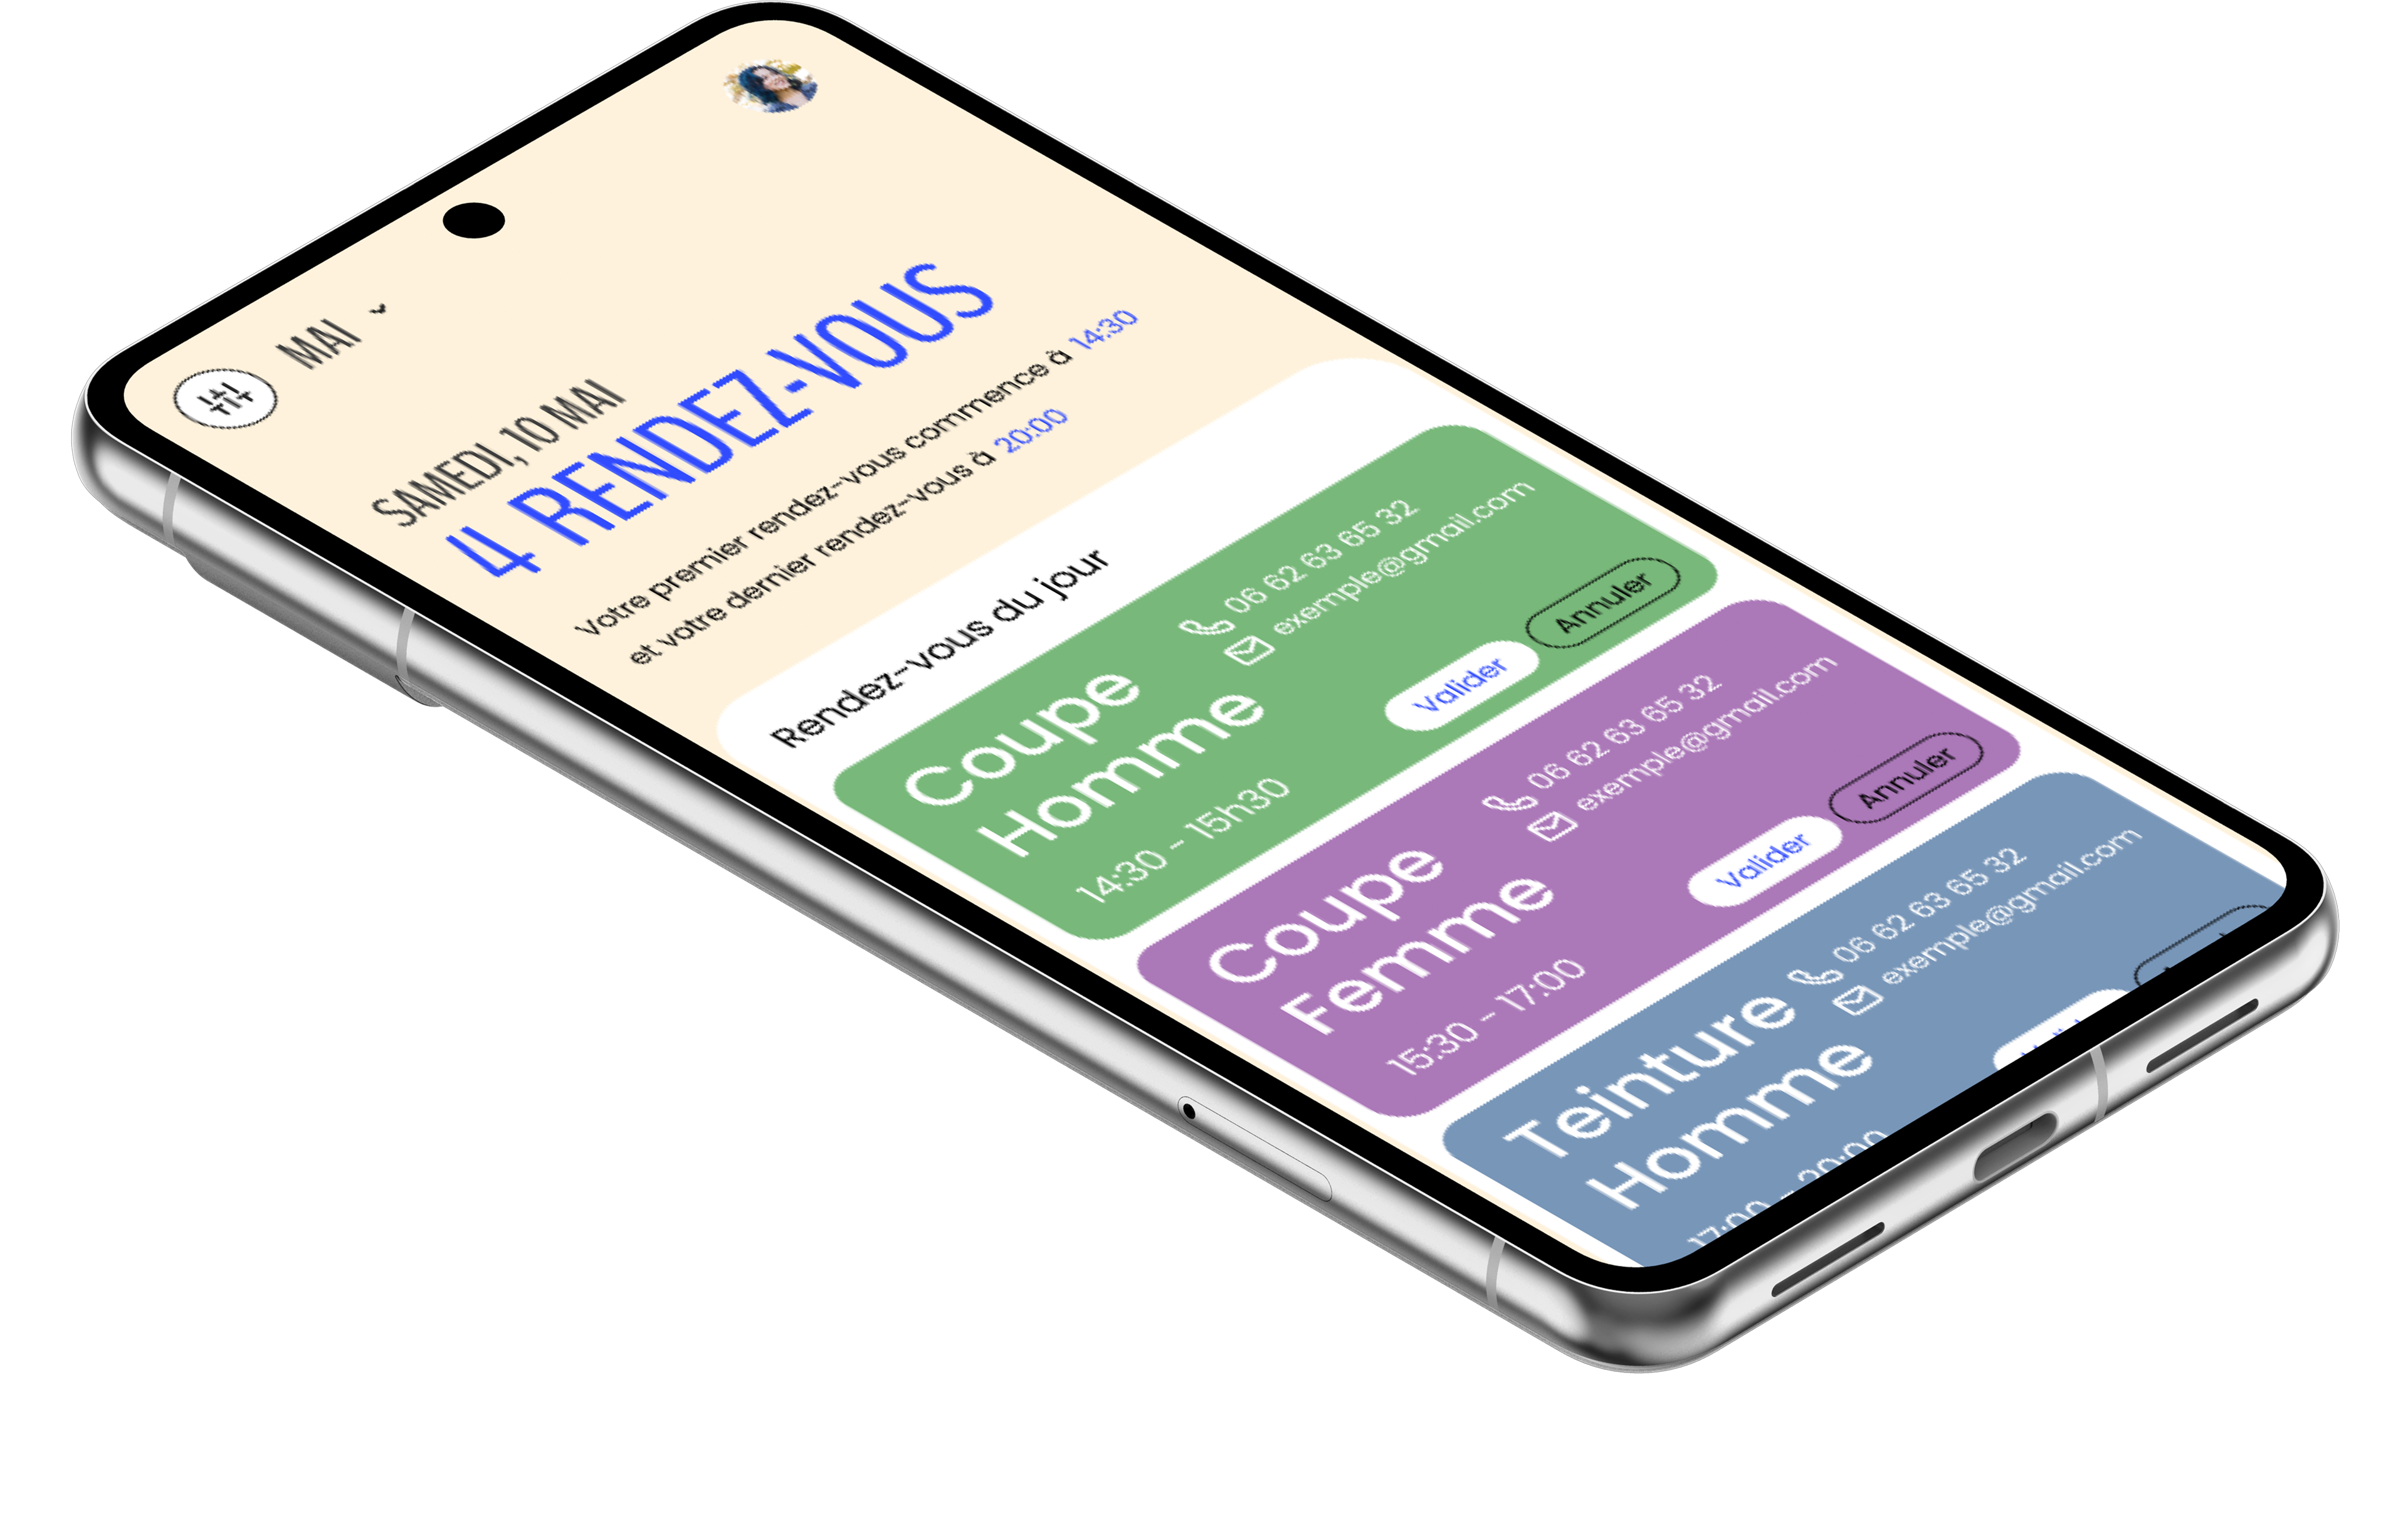 MAI
SAMEDI, 10 MAI
4 RENDEZ-VOUS
Votre premier rendez-vous commence à 14:30
et votre dernier rendez-vous à 20:00
Rendez-vous du jour
Coupe
Homme
14:30 - 15h30
06 62 63 65 32
exemple@gmail.com
Valider
Annuler
Coupe
Femme
15:30 - 17:00
06 62 63 65 32
exemple@gmail.com
Valider
Annuler
Teinture
Homme
17:00 - 20:00
06 62 63 65 32
exemple@gmail.com